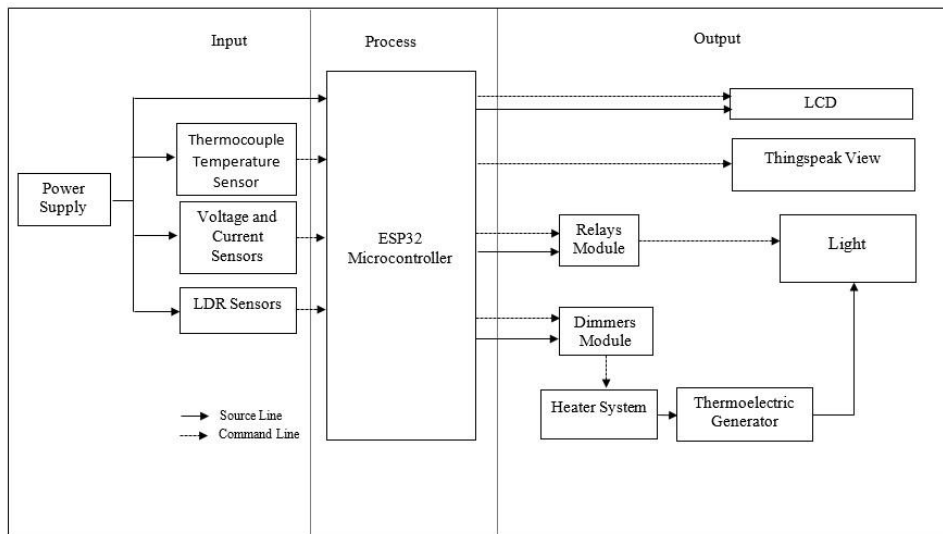 Input
Process
Output
Power
Supply
Thermocouple
Temperature
Sensor
Voltage and
Current
Sensors
LDR Sensors
Source Line
Command Line
ESP32
Microcontroller
LCD
Thingspeak View
Relays
Module
Light
Dimmers
Module
Heater System
Thermoelectric
Generator